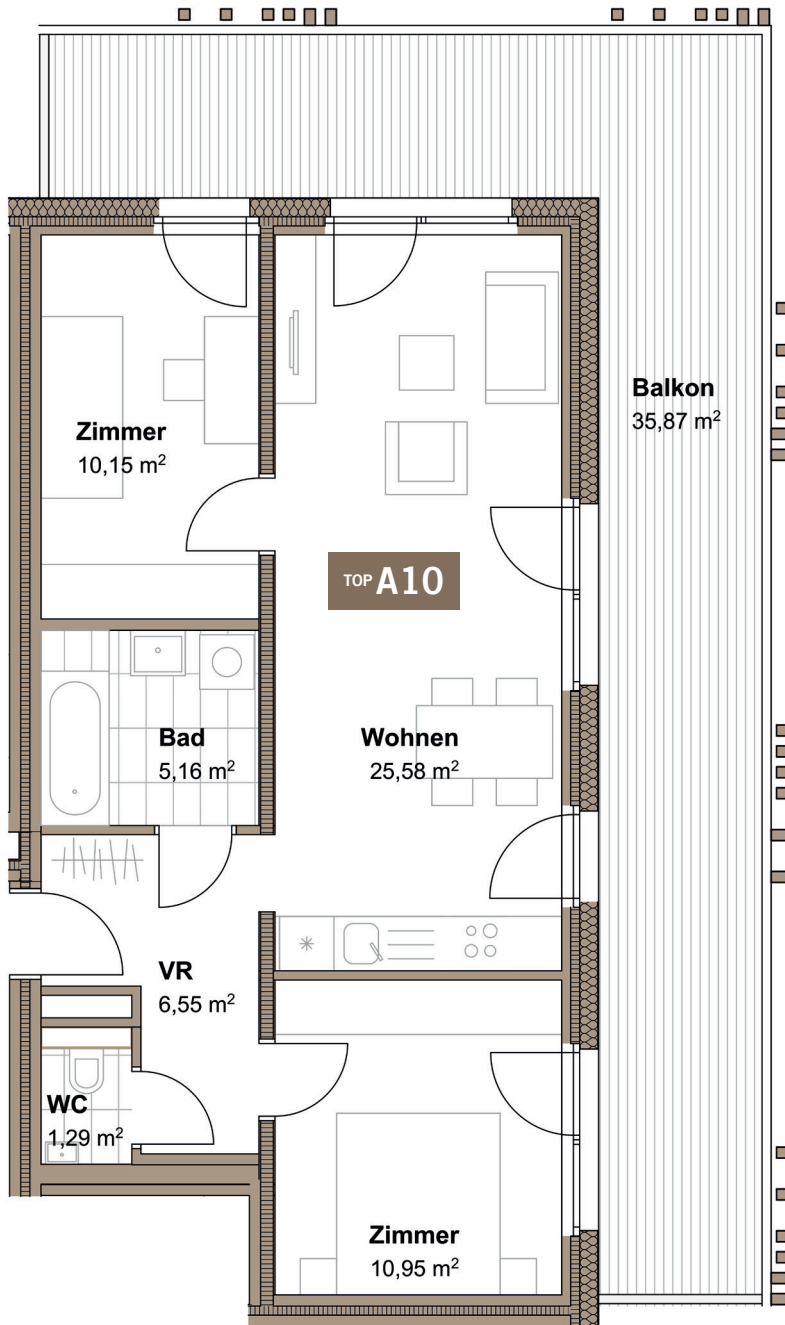 Balkon
35,87 m²
Zimmer
10,15 m²
TOP A10
Bad
5,16 m²
Wohnen
25,58 m²
VR
6,55 m²
WC
1,29 m²
Zimmer
10,95 m²